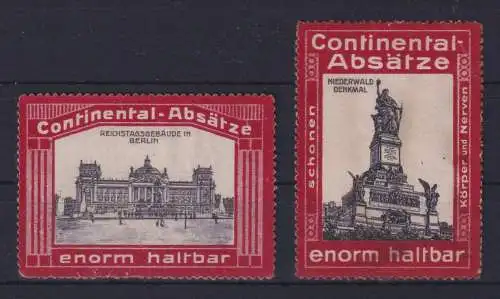 Continental-Absätze
REICHSTAGSGEBÄUDE IN
BERLIN
enorm haltbar
Continental-
Absätze
NIEDERWALD
DENKMAL
schonen
Körper und Nerven
enorm haltbar